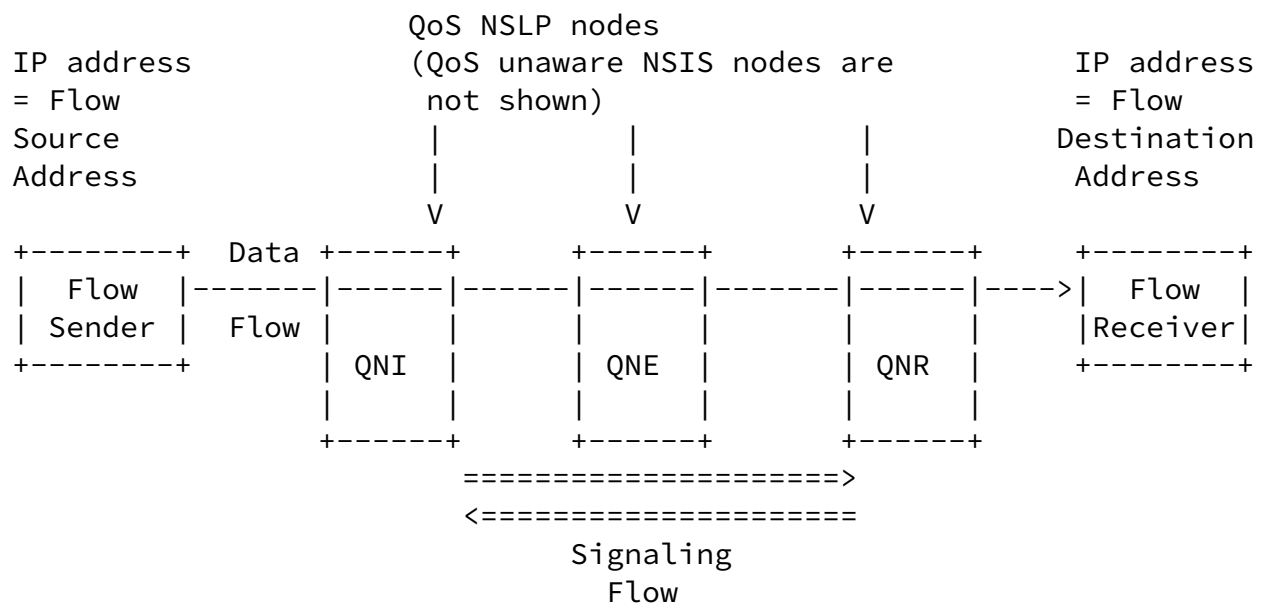 QoS NSLP nodes
IP address (QoS unaware NSIS nodes are IP address
= Flow not shown) = Flow
Source | | | Destination
Address | | | Address
V V V
+--------+ Data +------+ +------+ +------+ +--------+
| Flow |-------|------|------|------|-------|------|---->| Flow |
| Sender | Flow | | | | | | |Receiver|
+--------+ | QNI | | QNE | | QNR | +--------+
| | | | | |
+------+ +------+ +------+
=====================>
<=====================
Signaling
Flow